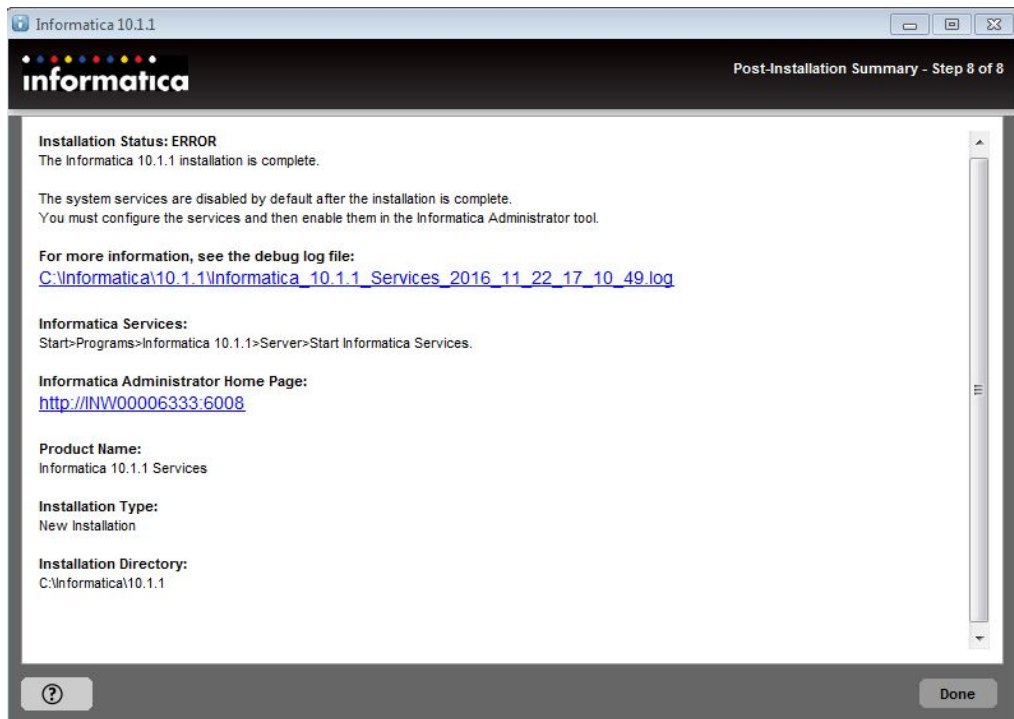 Informatica 10.1.1
informatica
Post-Installation Summary - Step 8 of 8
Installation Status: ERROR
The Informatica 10.1.1 installation is complete.
The system services are disabled by default after the installation is complete.
You must configure the services and then enable them in the Informatica Administrator tool.
For more information, see the debug log file:
C:\Informatica\10.1.1\Informatica_10.1.1_Services_2016_11_22_17_10_49.log
Informatica Services:
Start>Programs>Informatica 10.1.1>Server>Start Informatica Services.
Informatica Administrator Home Page:
http://INW00006333:6008
Product Name:
Informatica 10.1.1 Services
Installation Type:
New Installation
Installation Directory:
C:\Informatica\10.1.1
?
Done